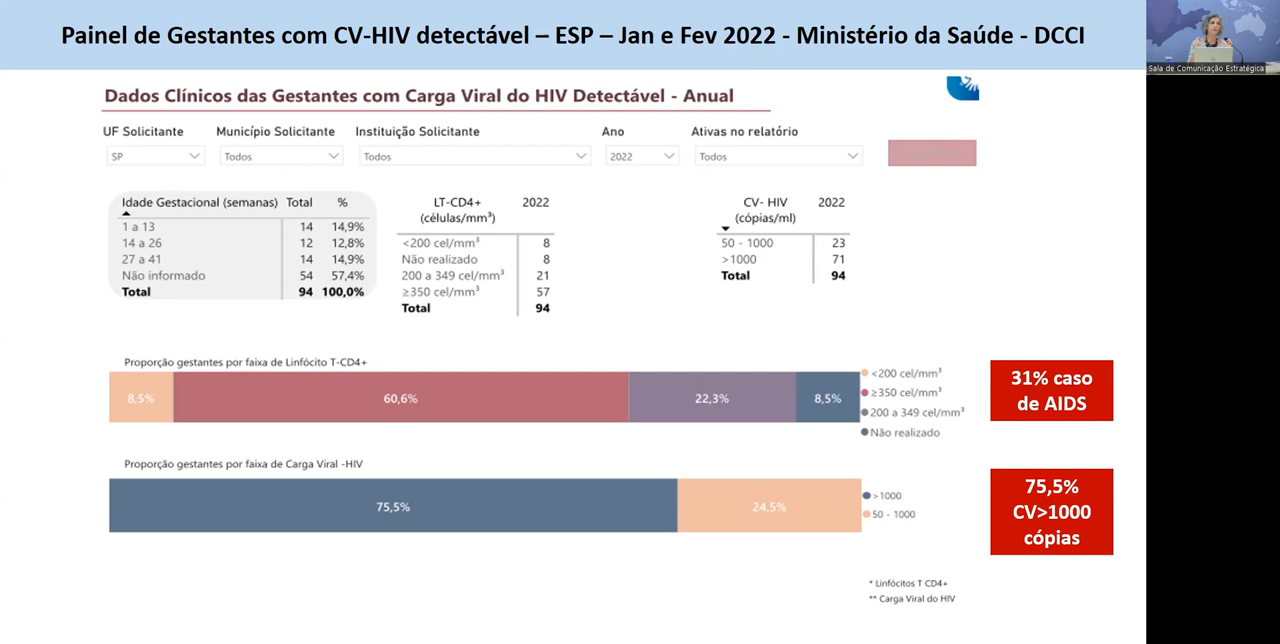 Painel de Gestantes com CV-HIV detectável – ESP – Jan e Fev 2022 - Ministério da Saúde - DCCI
Sala de Comunicação Estratégica
Dados Clínicos das Gestantes com Carga Viral do HIV Detectável - Anual
UF Solicitante Município Solicitante Instituição Solicitante Ano Ativas no relatório
SP Todos Todos 2022 Todos
Idade Gestacional (semanas) Total %
1 a 13 14 14,9%
14 a 26 12 12,8%
27 a 41 14 14,9%
Não informado 54 57,4%
Total 94 100,0%
LT-CD4+ 2022
(células/mm³)
<200 cel/mm³ 8
Não realizado 8
200 a 349 cel/mm³ 21
≥350 cel/mm³ 57
Total 94
CV- HIV 2022
(cópias/ml)
50 - 1000 23
>1000 71
Total 94
Proporção gestantes por faixa de Linfócito T-CD4+
8,5% 60,6% 22,3% 8,5%
<200 cel/mm³
≥350 cel/mm³
200 a 349 cel/mm³
Não realizado
31% caso
de AIDS
Proporção gestantes por faixa de Carga Viral -HIV
75,5% 24,5%
>1000
50 - 1000
75,5%
CV>1000
cópias
* Linfócitos T CD4+
** Carga Viral do HIV